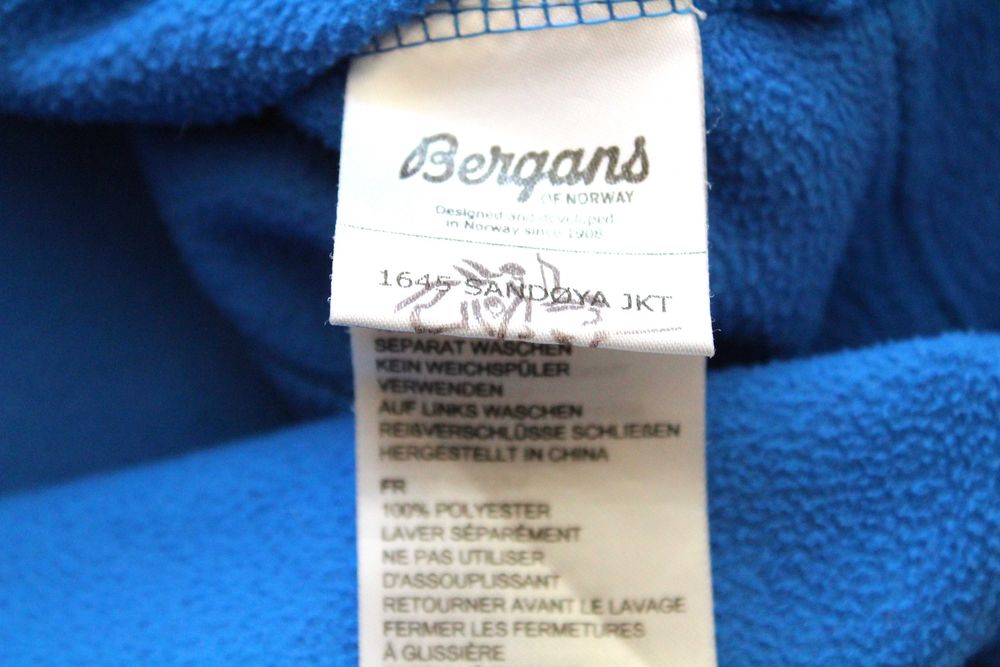 Bergans
OF NORWAY
Designed and developed
in Norway since 1908
1645 SANDØYA JKT
SEPARAT WASCHEN
KEIN WEICHSPÜLER
VERWENDEN
AUF LINKS WASCHEN
REIßVERSCHLÜSSE SCHLIEßEN
HERGESTELLT IN CHINA
FR
100% POLYESTER
LAVER SÉPARÉMENT
NE PAS UTILISER
D'ASSOUPLISSANT
RETOURNER AVANT LE LAVAGE
FERMER LES FERMETURES
À GLISSIÈRE